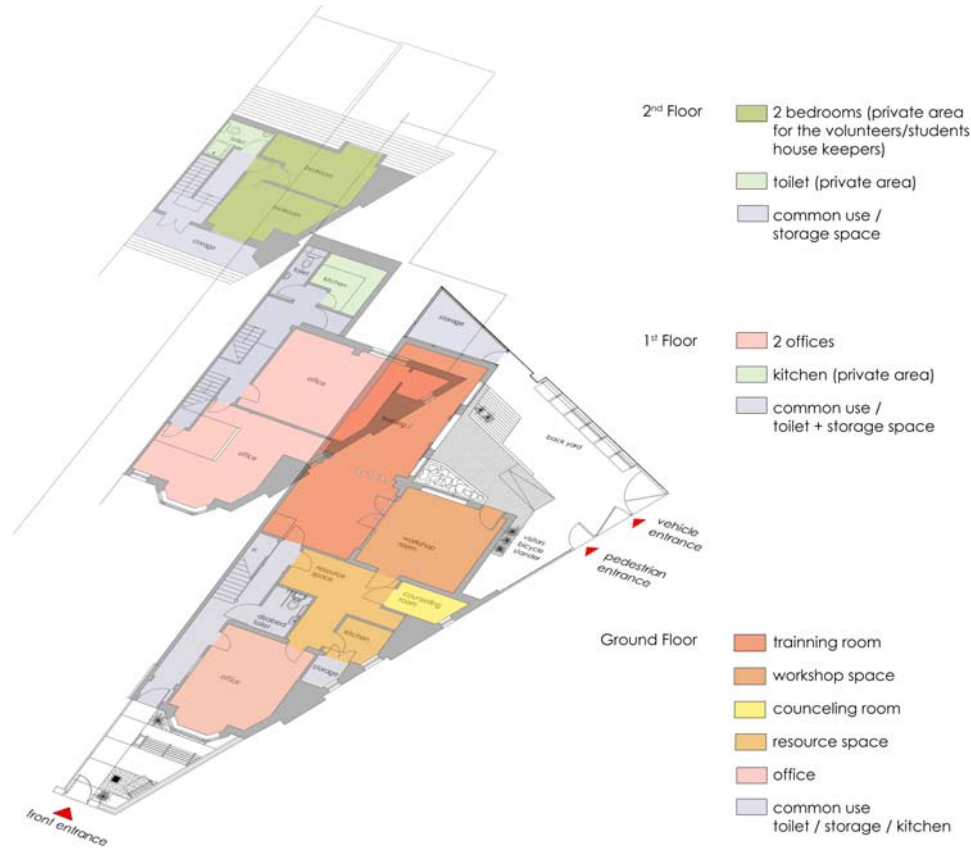 2nd Floor
2 bedrooms (private area
for the volunteers/students
house keepers)
toilet (private area)
common use /
storage space
1st Floor
2 offices
kitchen (private area)
common use /
toilet + storage space
Ground Floor
trainning room
workshop space
counceling room
resource space
office
common use
toilet / storage / kitchen
toilet
bedroom
bedroom
storage
toilet
kitchen
office
office
storage
training /
back yard
workshop
room
visitors
bicycle
stander
vehicle
entrance
pedestrian
entrance
resource
space
counseling
room
disabled
toilet
kitchen
storage
office
front entrance